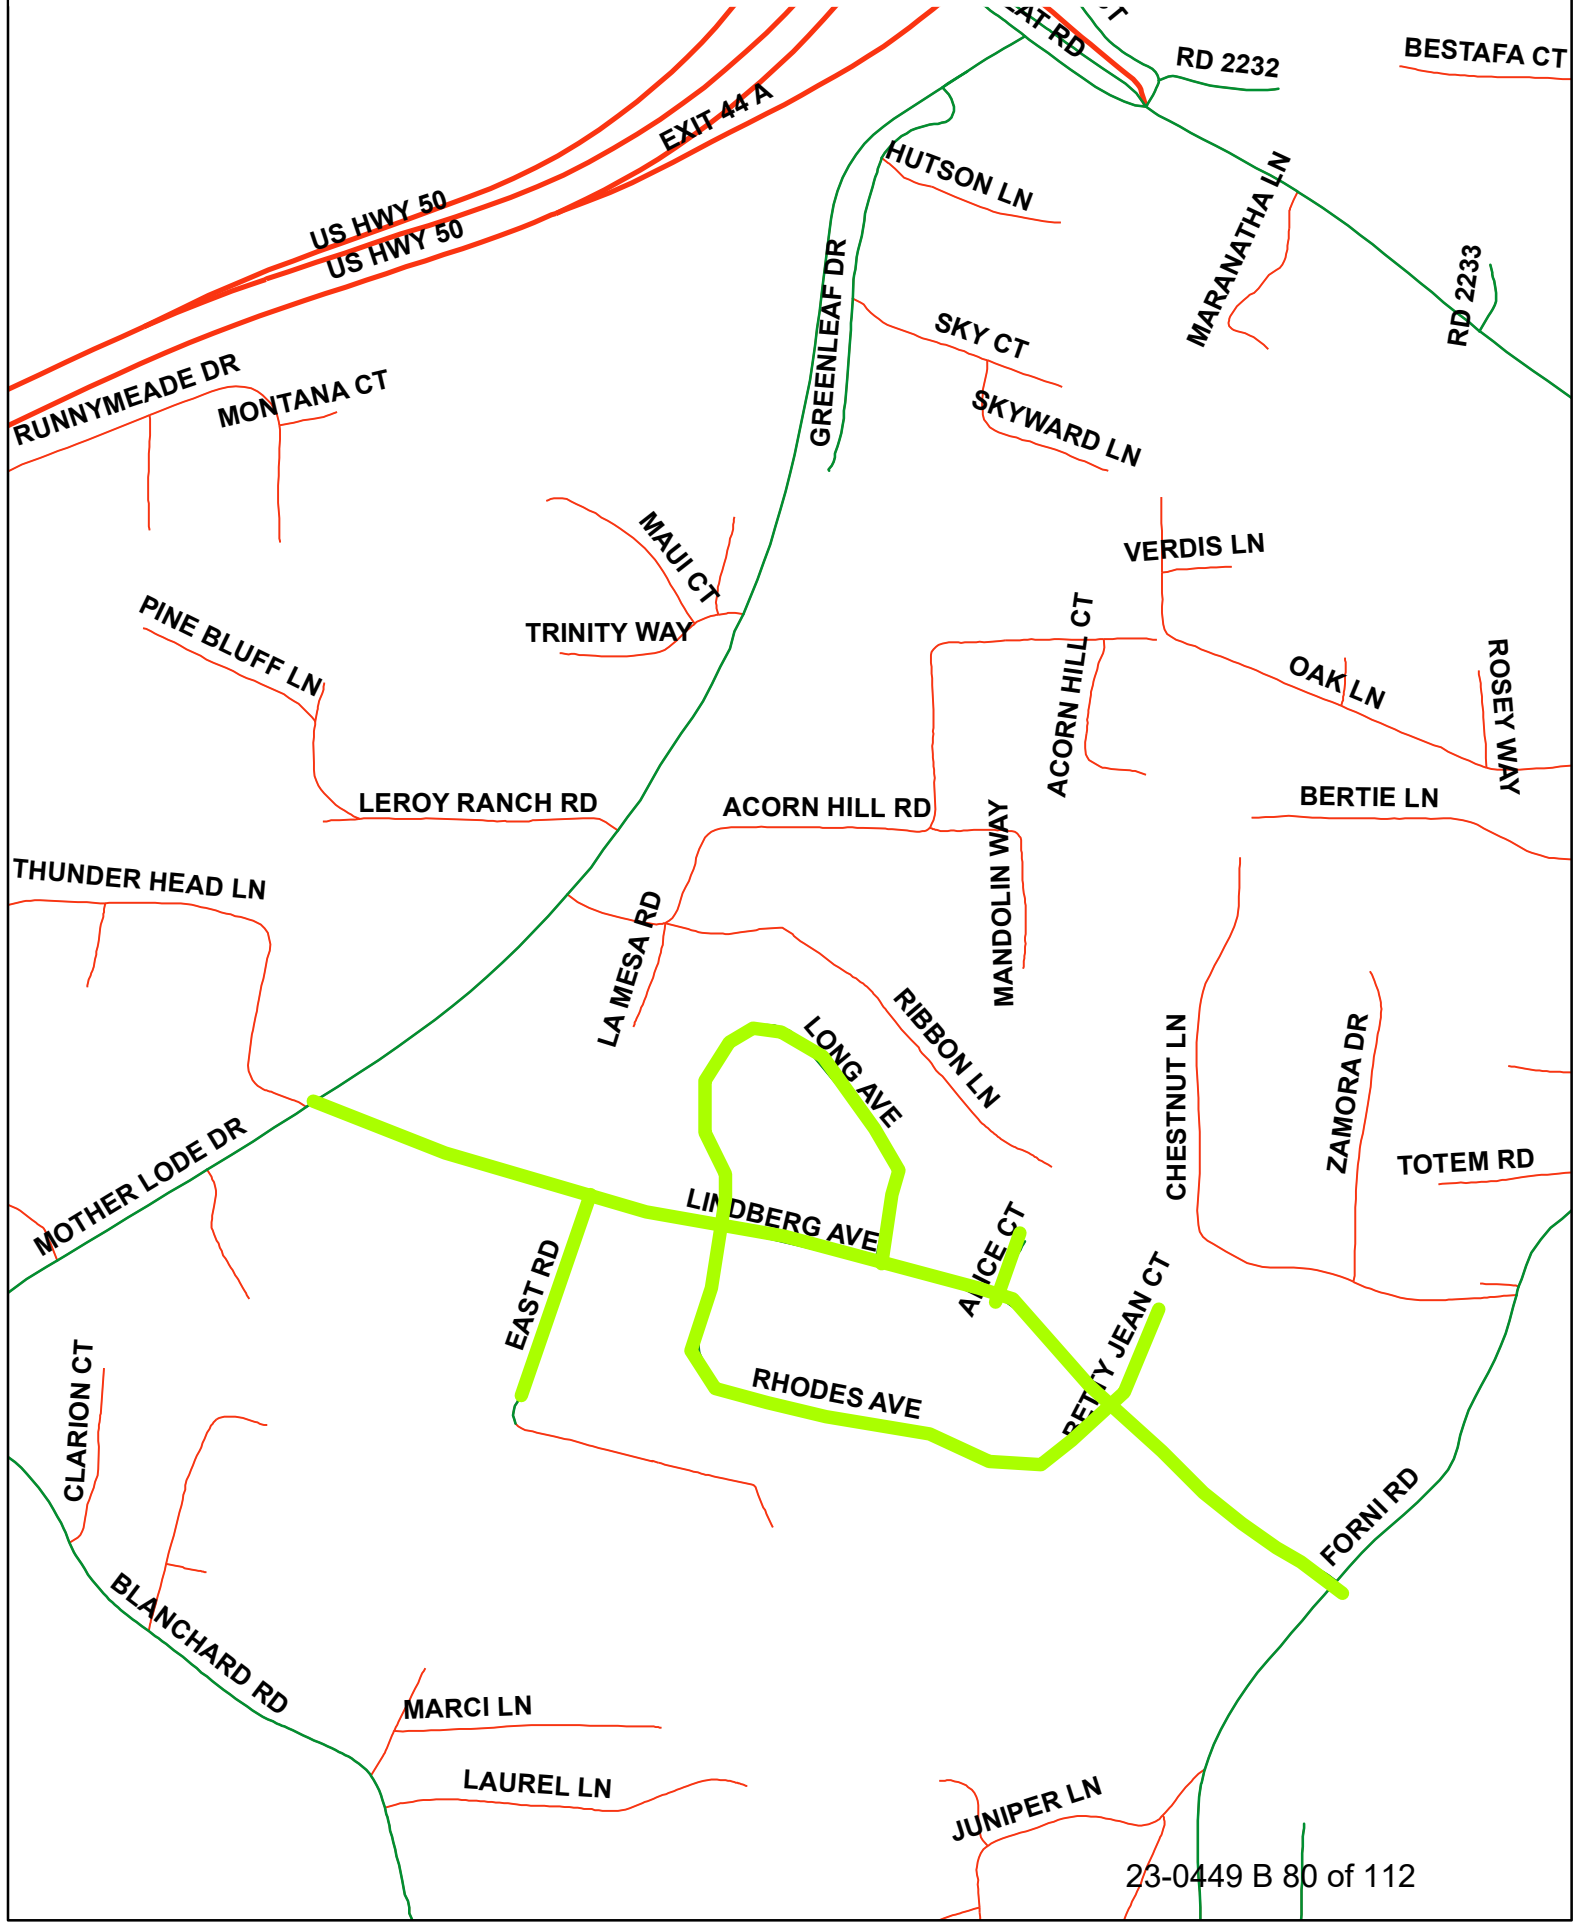 RD
RD 2232
BESTAFA CT
EXIT 44 A
HUTSON LN
MARANATHA LN
US HWY 50
US HWY 50
GREENLEAF DR
RD 2233
SKY CT
RUNNYMEADE DR
MONTANA CT
SKYWARD LN
MAUI CT
VERDIS LN
PINE BLUFF LN
TRINITY WAY
ACORN HILL CT
OAK LN
ROSEY WAY
LEROY RANCH RD
ACORN HILL RD
BERTIE LN
MANDOLIN WAY
THUNDER HEAD LN
LA MESA RD
RIBBON LN
LONG AVE
CHESTNUT LN
ZAMORA DR
MOTHER LODE DR
TOTEM RD
LINDBERG AVE
EAST RD
CT
JEAN CT
CLARION CT
RHODES AVE
FORNI RD
BLANCHARD RD
MARCI LN
LAUREL LN
JUNIPER LN
23-0449 B 80 of 112